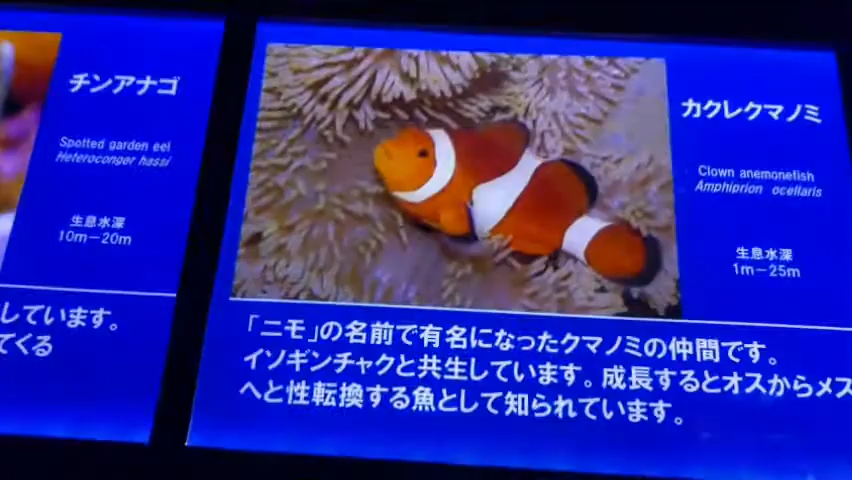 チンアナゴ
Spotted garden eel
Heteroconger hassi
生息水深
10m－20m
しています。
てくる
カクレクマノミ
Clown anemonefish
Amphiprion ocellaris
生息水深
1m－25m
「ニモ」の名前で有名になったクマノミの仲間です。
イソギンチャクと共生しています。成長するとオスからメス
へと性転換する魚として知られています。